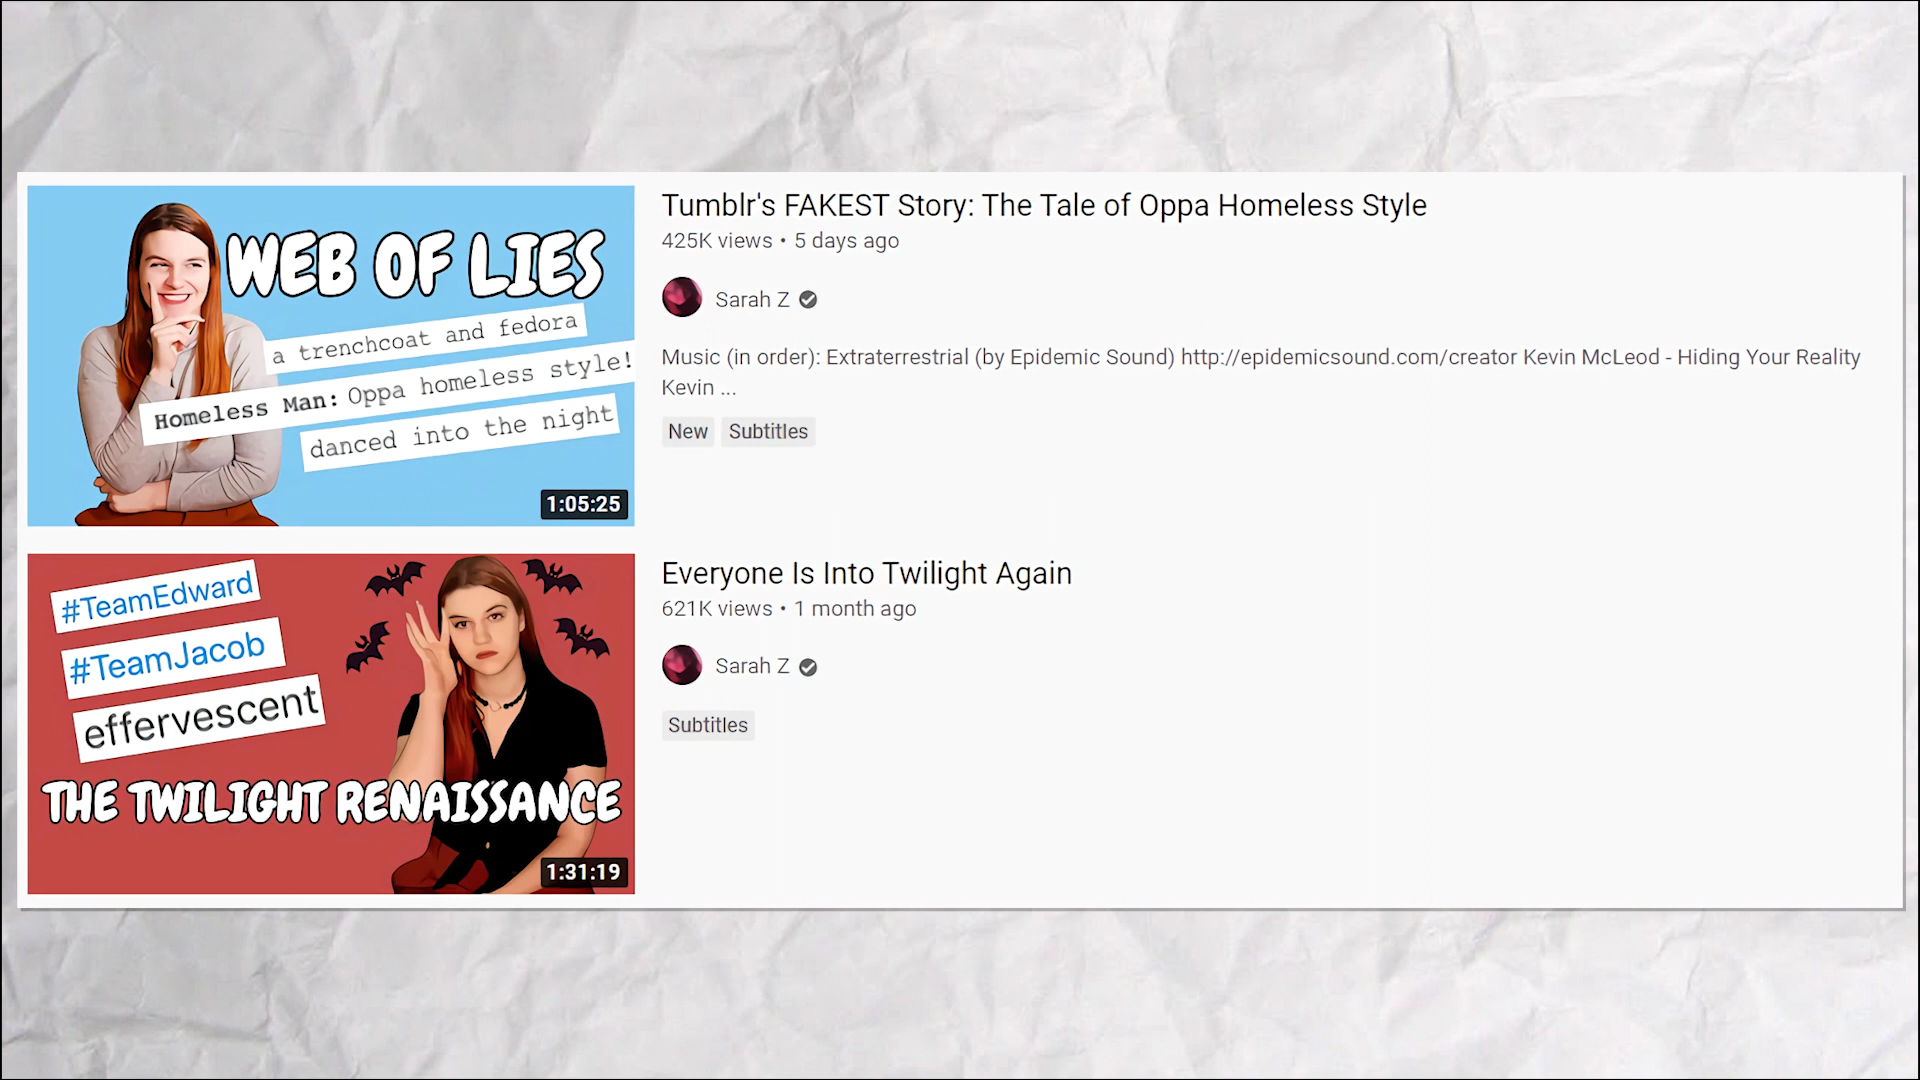 WEB OF LIES
a trenchcoat and fedora
Homeless Man: Oppa homeless style!
danced into the night
1:05:25
Tumblr's FAKEST Story: The Tale of Oppa Homeless Style
425K views • 5 days ago
Sarah Z
Music (in order): Extraterrestrial (by Epidemic Sound) http://epidemicsound.com/creator Kevin McLeod - Hiding Your Reality
Kevin ...
New Subtitles
#TeamEdward
#TeamJacob
effervescent
THE TWILIGHT RENAISSANCE
1:31:19
Everyone Is Into Twilight Again
621K views • 1 month ago
Sarah Z
Subtitles